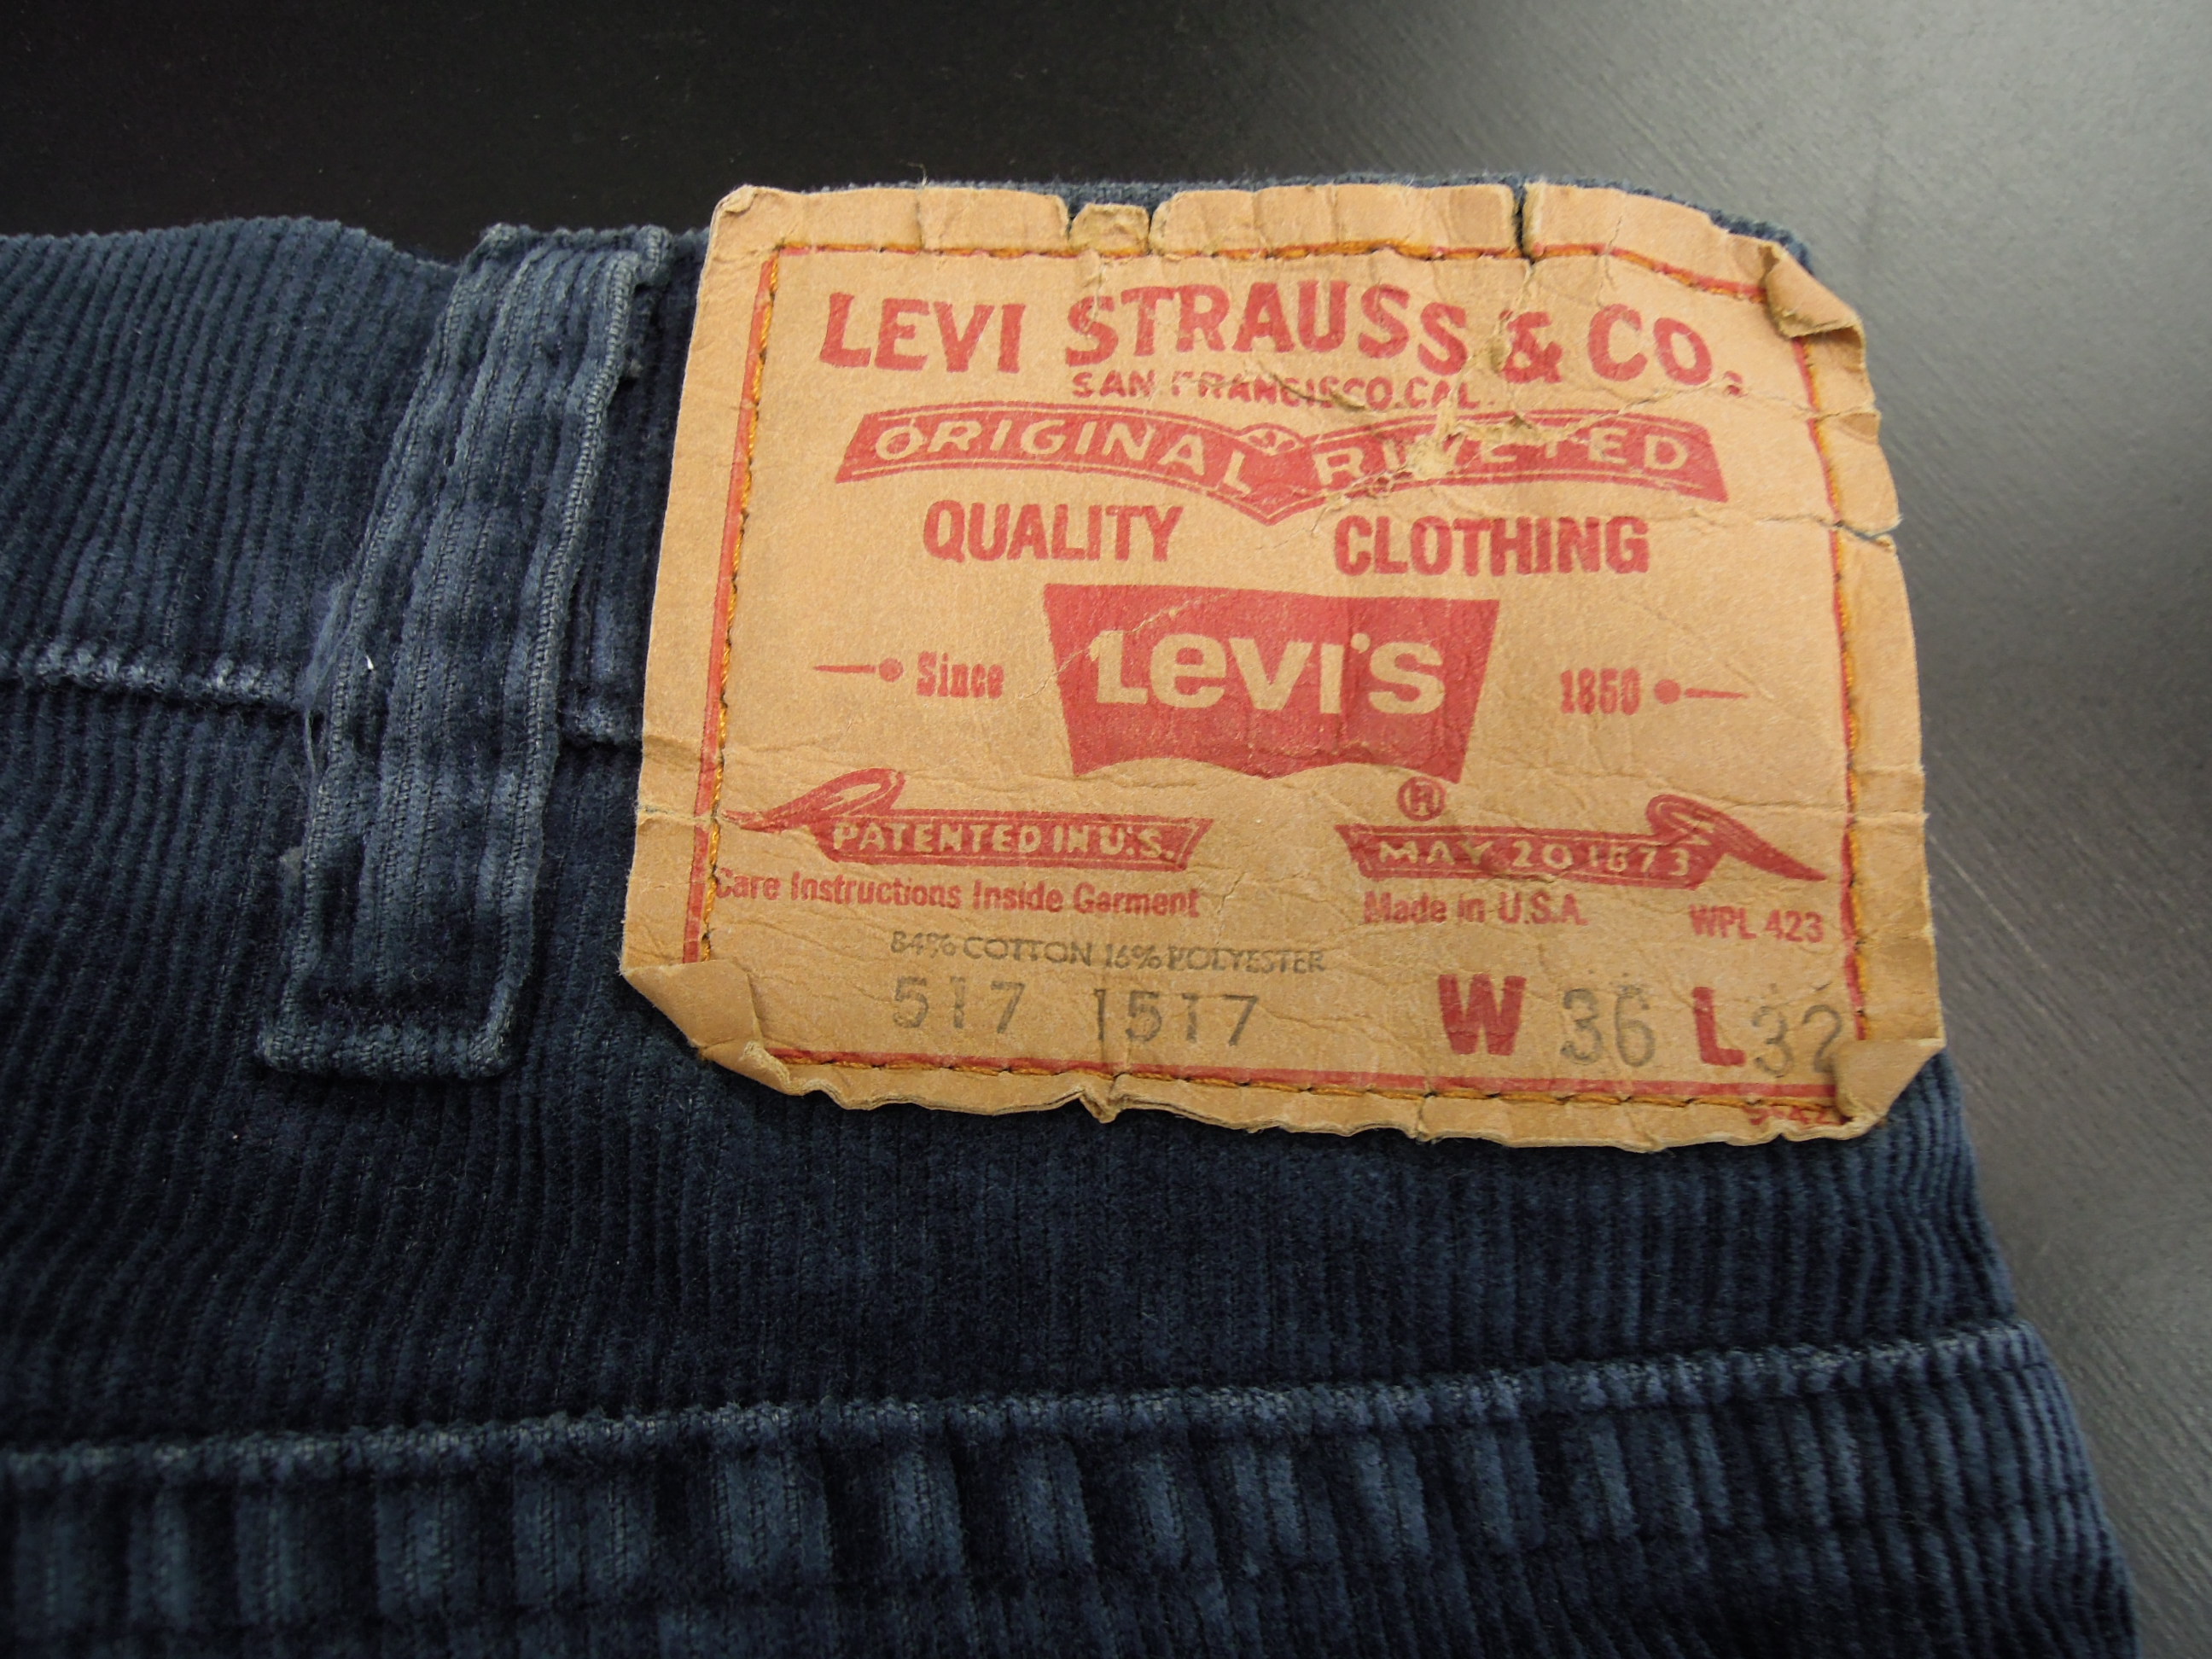 LEVI STRAUSS & CO.
SAN FRANCISCO.CAL.
ORIGINAL RIVETED
QUALITY CLOTHING
Since LEVI'S 1850
®
PATENTED IN U.S. MAY 20 1873
Care Instructions Inside Garment Made in U.S.A. WPL 423
84% COTTON 16% POLYESTER
517 1517 W 36 L 32